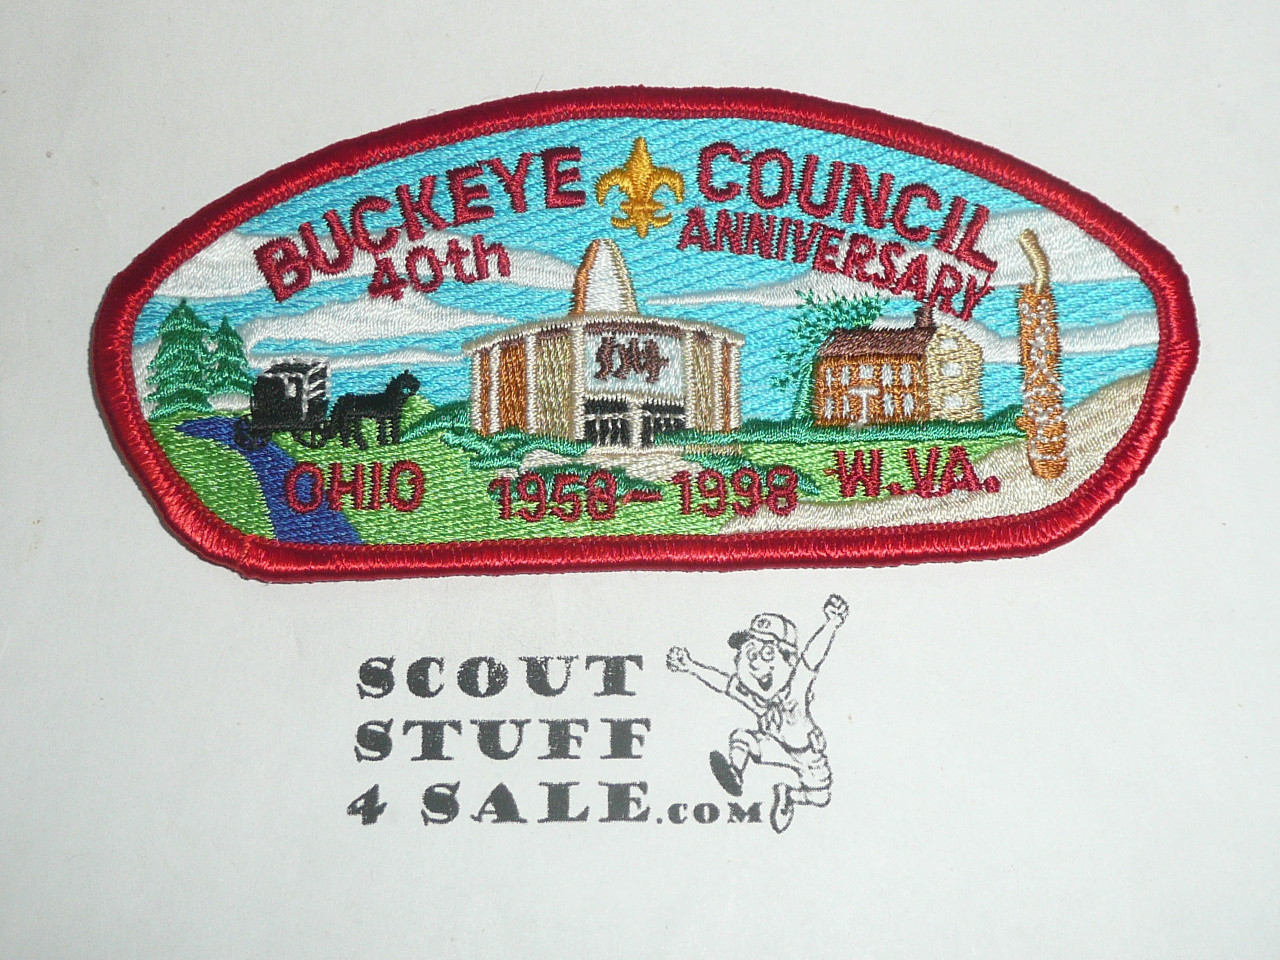 BUCKEYE COUNCIL
40th ANNIVERSARY
OHIO 1958-1998 W.VA.
SCOUT
STUFF
4 SALE.COM